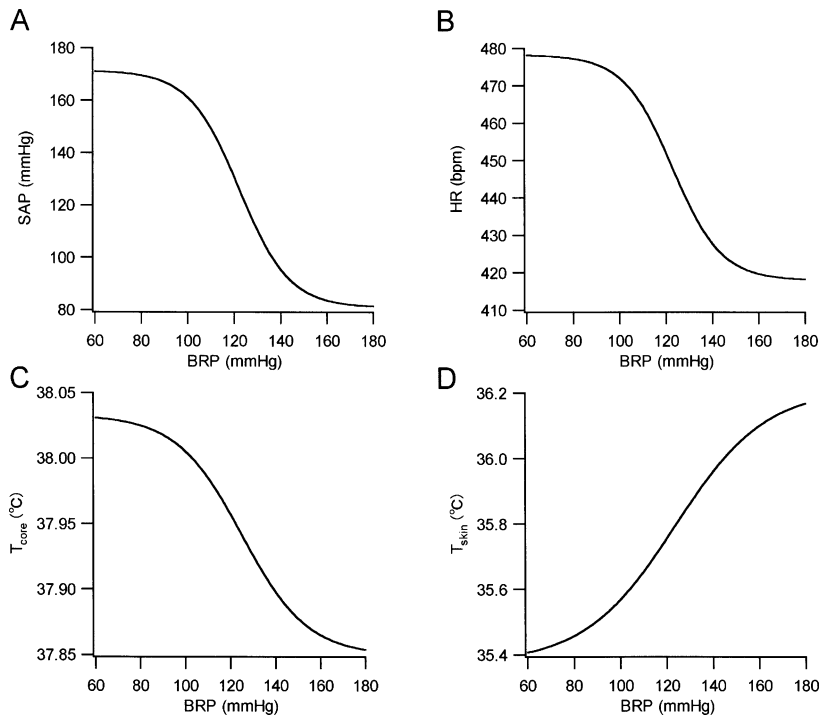 A
B
180
160
140
120
100
80
SAP (mmHg)
60 80 100 120 140 160 180
BRP (mmHg)
480
470
460
450
440
430
420
410
HR (bpm)
60 80 100 120 140 160 180
BRP (mmHg)
C
D
38.05
38.00
37.95
37.90
37.85
Tcore (°C)
60 80 100 120 140 160 180
BRP (mmHg)
36.2
36.0
35.8
35.6
35.4
Tskin (°C)
60 80 100 120 140 160 180
BRP (mmHg)